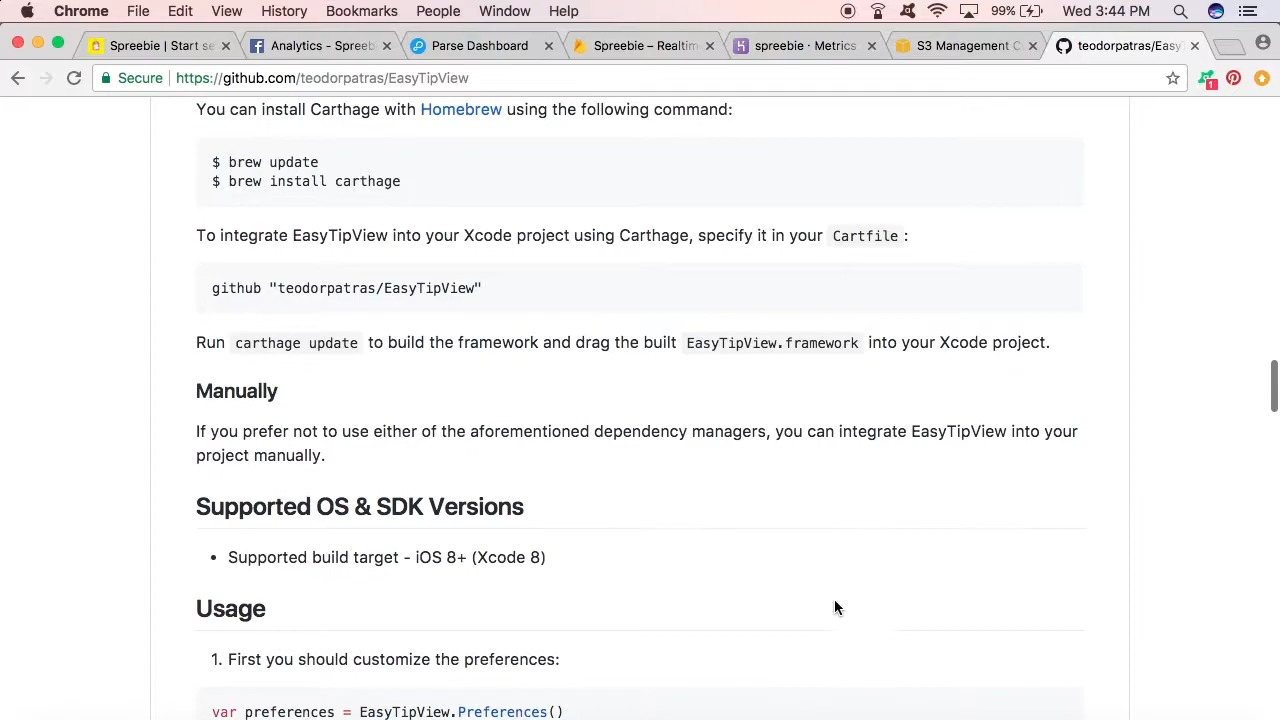 Chrome File Edit View History Bookmarks People Window Help 99% Wed 3:44 PM
Spreebie | Start se × Analytics - Spreeb × Parse Dashboard × Spreebie – Realtim × spreebie · Metrics × S3 Management C × teodorpatras/EasyT ×
Secure https://github.com/teodorpatras/EasyTipView 1
You can install Carthage with Homebrew using the following command:
$ brew update
$ brew install carthage
To integrate EasyTipView into your Xcode project using Carthage, specify it in your Cartfile :
github "teodorpatras/EasyTipView"
Run carthage update to build the framework and drag the built EasyTipView.framework into your Xcode project.
Manually
If you prefer not to use either of the aforementioned dependency managers, you can integrate EasyTipView into your
project manually.
Supported OS & SDK Versions
• Supported build target - iOS 8+ (Xcode 8)
Usage
1. First you should customize the preferences:
var preferences = EasyTipView.Preferences()